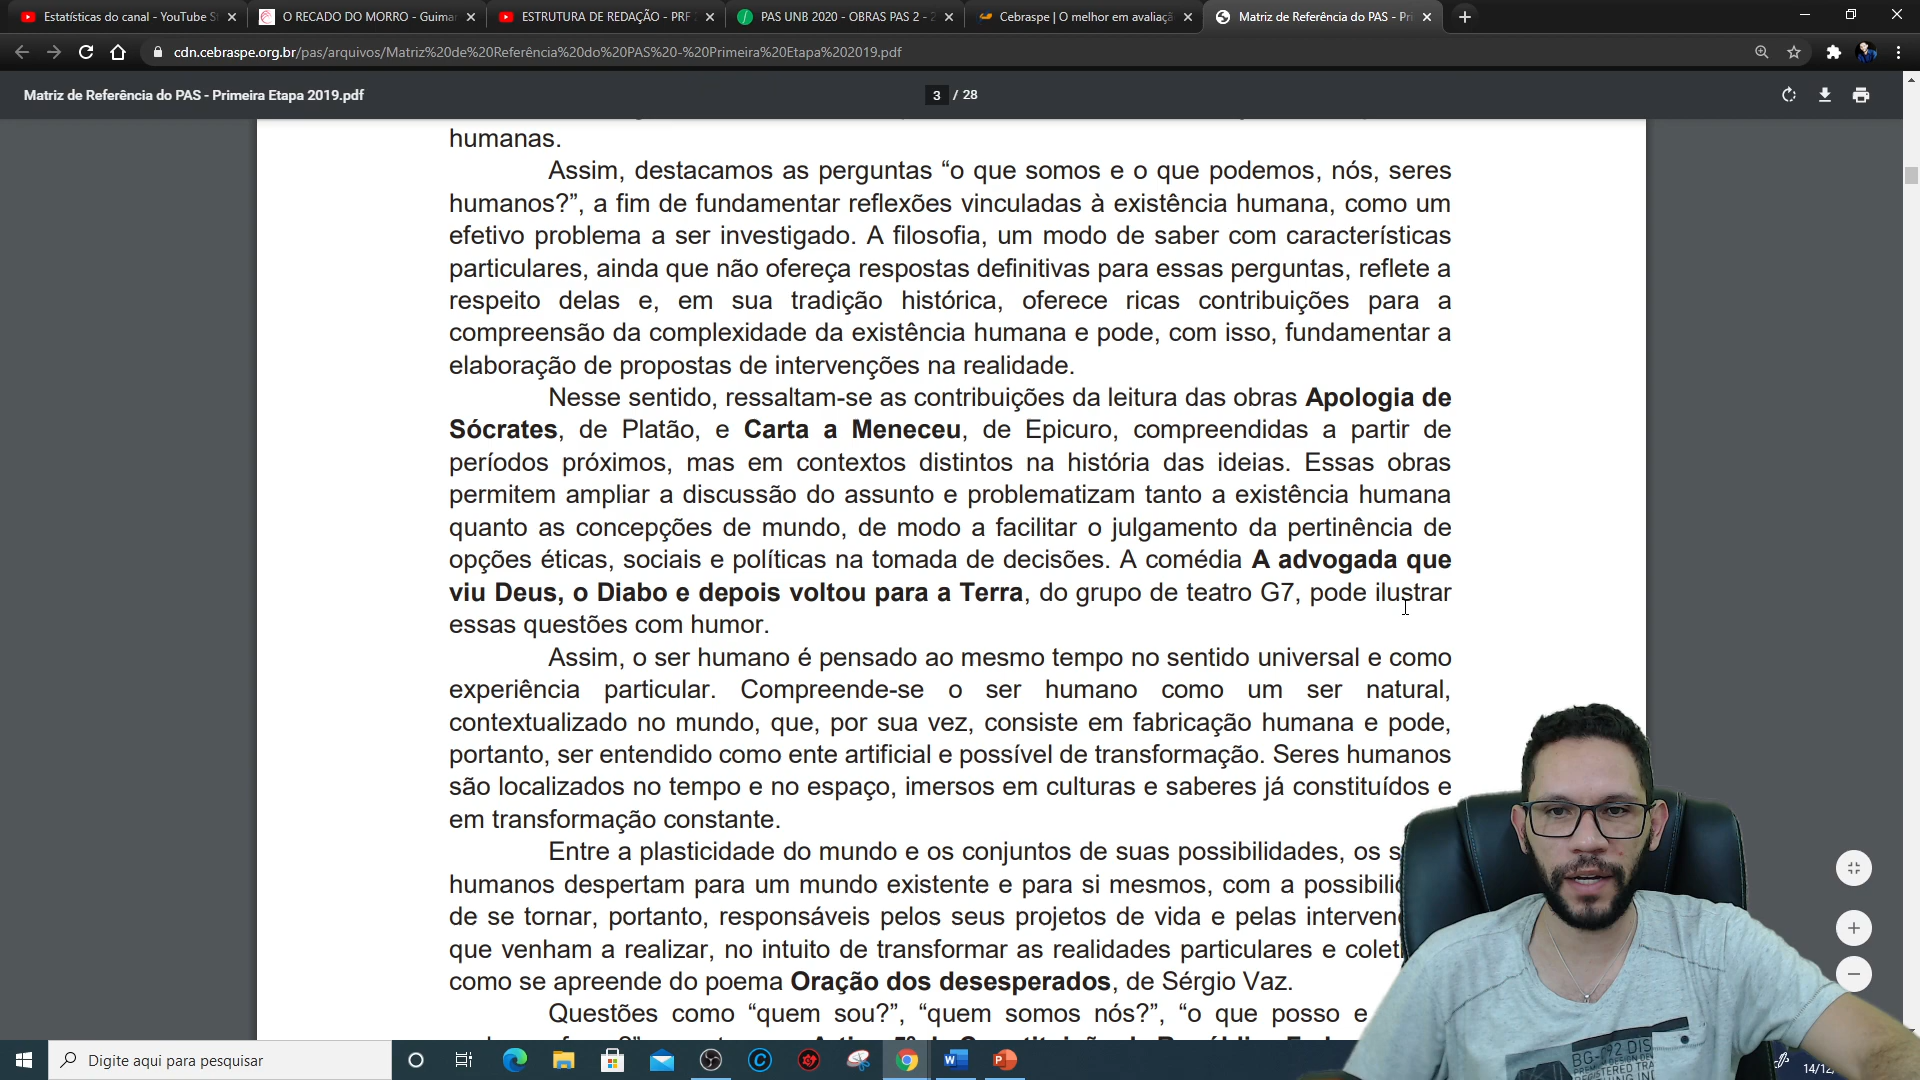 Estatísticas do canal - YouTube S
O RECADO DO MORRO - Guimar
ESTRUTURA DE REDAÇÃO - PRF
PAS UNB 2020 - OBRAS PAS 2 - 2
Cebraspe | O melhor em avaliaçã
Matriz de Referência do PAS - Pri
cdn.cebraspe.org.br/pas/arquivos/Matriz%20de%20Referência%20do%20PAS%20-%20Primeira%20Etapa%202019.pdf
Matriz de Referência do PAS - Primeira Etapa 2019.pdf
3 / 28
humanas.
Assim, destacamos as perguntas “o que somos e o que podemos, nós, seres
humanos?”, a fim de fundamentar reflexões vinculadas à existência humana, como um
efetivo problema a ser investigado. A filosofia, um modo de saber com características
particulares, ainda que não ofereça respostas definitivas para essas perguntas, reflete a
respeito delas e, em sua tradição histórica, oferece ricas contribuições para a
compreensão da complexidade da existência humana e pode, com isso, fundamentar a
elaboração de propostas de intervenções na realidade.
Nesse sentido, ressaltam-se as contribuições da leitura das obras Apologia de
Sócrates, de Platão, e Carta a Meneceu, de Epicuro, compreendidas a partir de
períodos próximos, mas em contextos distintos na história das ideias. Essas obras
permitem ampliar a discussão do assunto e problematizam tanto a existência humana
quanto as concepções de mundo, de modo a facilitar o julgamento da pertinência de
opções éticas, sociais e políticas na tomada de decisões. A comédia A advogada que
viu Deus, o Diabo e depois voltou para a Terra, do grupo de teatro G7, pode ilustrar
essas questões com humor.
Assim, o ser humano é pensado ao mesmo tempo no sentido universal e como
experiência particular. Compreende-se o ser humano como um ser natural,
contextualizado no mundo, que, por sua vez, consiste em fabricação humana e pode,
portanto, ser entendido como ente artificial e possível de transformação. Seres humanos
são localizados no tempo e no espaço, imersos em culturas e saberes já constituídos e
em transformação constante.
Entre a plasticidade do mundo e os conjuntos de suas possibilidades, os s
humanos despertam para um mundo existente e para si mesmos, com a possibili
de se tornar, portanto, responsáveis pelos seus projetos de vida e pelas interven
que venham a realizar, no intuito de transformar as realidades particulares e colet
como se apreende do poema Oração dos desesperados, de Sérgio Vaz.
Questões como “quem sou?”, “quem somos nós?”, “o que posso e
Digite aqui para pesquisar
14/12